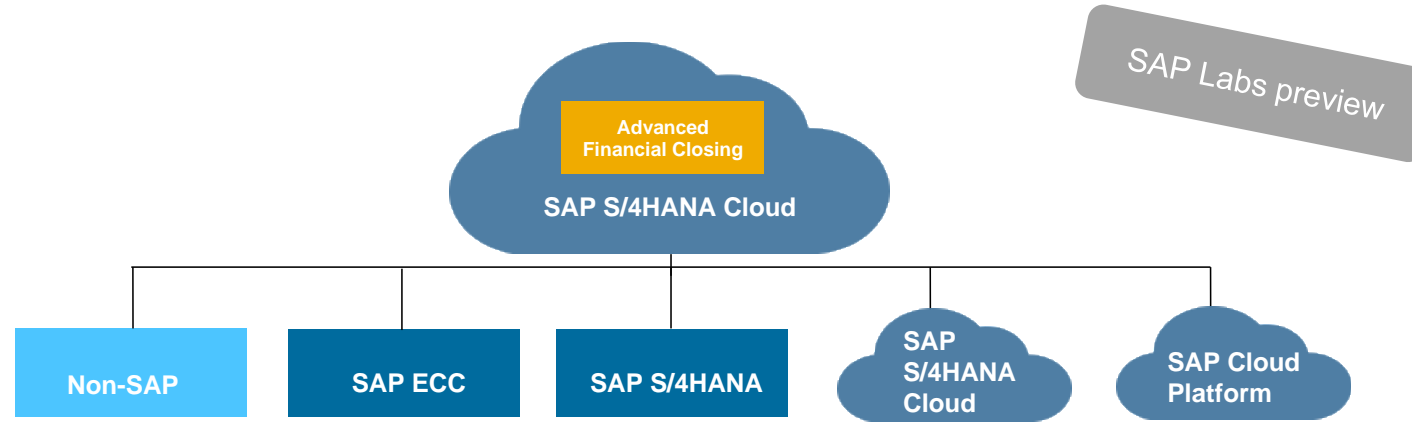 SAP Labs preview
Advanced
Financial Closing
SAP S/4HANA Cloud
Non-SAP
SAP ECC
SAP S/4HANA
SAP
S/4HANA
Cloud
SAP Cloud
Platform